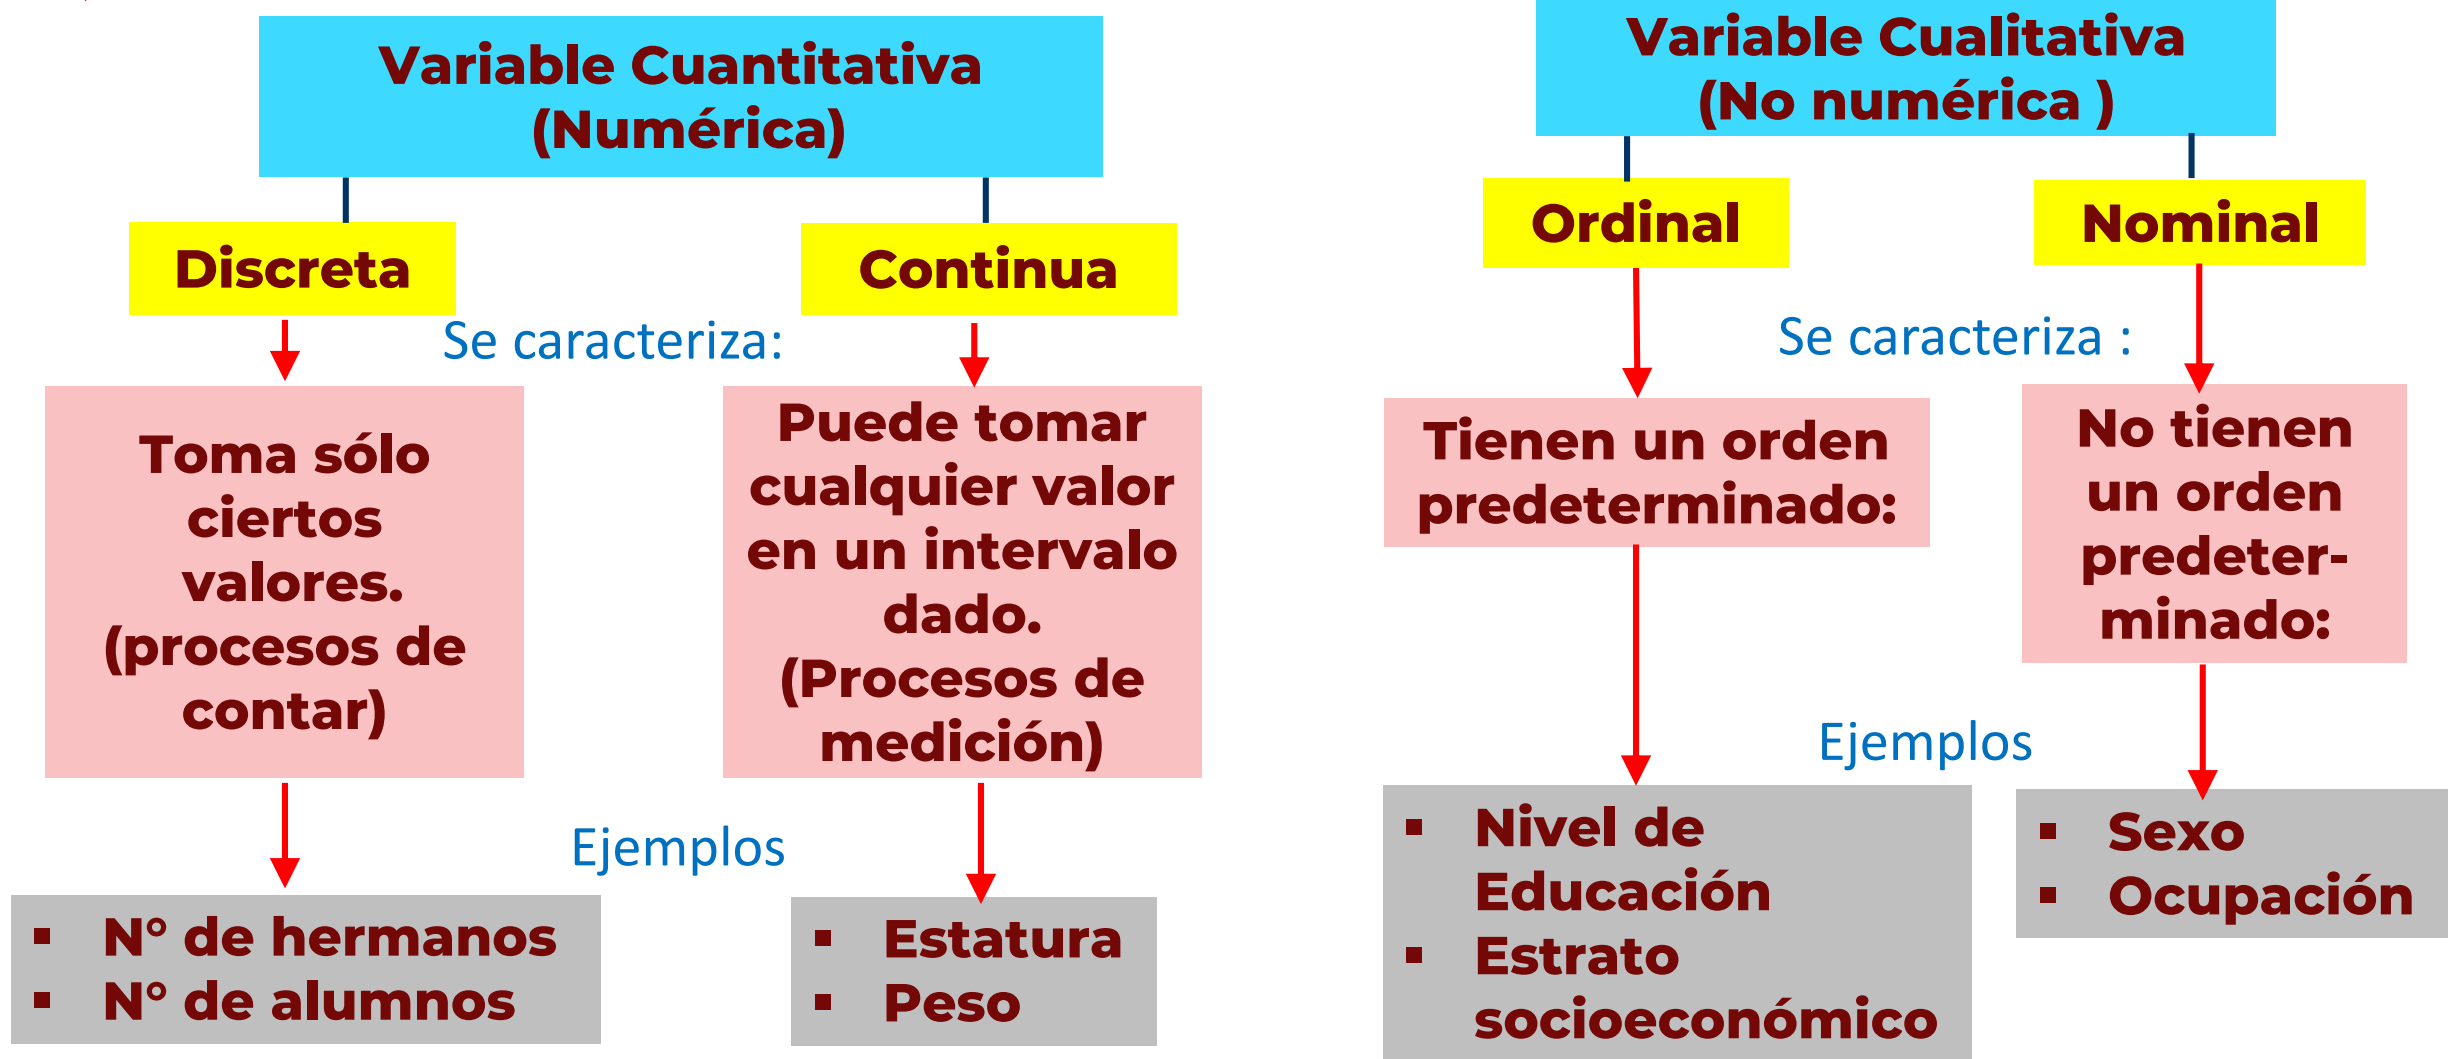 Variable Cuantitativa
(Numérica)
Discreta
Continua
Se caracteriza:
Toma sólo
ciertos
valores.
(procesos de
contar)
Puede tomar
cualquier valor
en un intervalo
dado.
(Procesos de
medición)
Ejemplos
▪ N° de hermanos
▪ N° de alumnos
▪ Estatura
▪ Peso
Variable Cualitativa
(No numérica )
Ordinal
Nominal
Se caracteriza :
Tienen un orden
predeterminado:
No tienen
un orden
predeter-
minado:
Ejemplos
▪ Nivel de
Educación
▪ Estrato
socioeconómico
▪ Sexo
▪ Ocupación